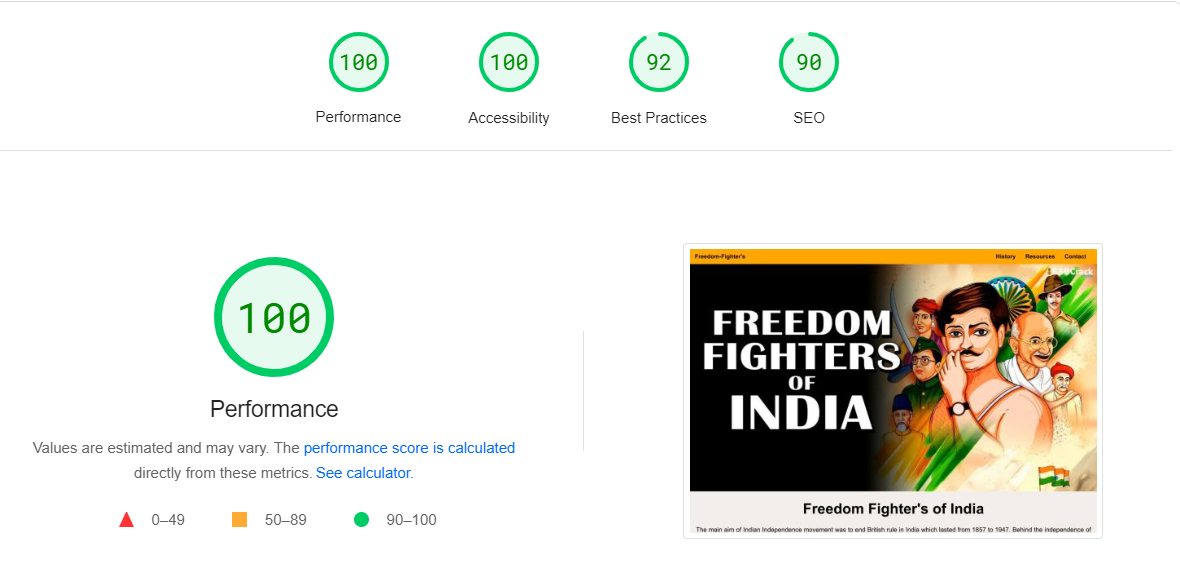 100
100
92
90
Performance
Accessibility
Best Practices
SEO
100
Performance
Values are estimated and may vary. The performance score is calculated
directly from these metrics. See calculator.
0–49
50–89
90–100
Freedom-Fighter's
History
Resources
Contact
FREEDOM
FIGHTERS
OF
INDIA
Freedom Fighter's of India
The main aim of Indian Independence movement was to end British rule in India which lasted from 1857 to 1947. Behind the independence of